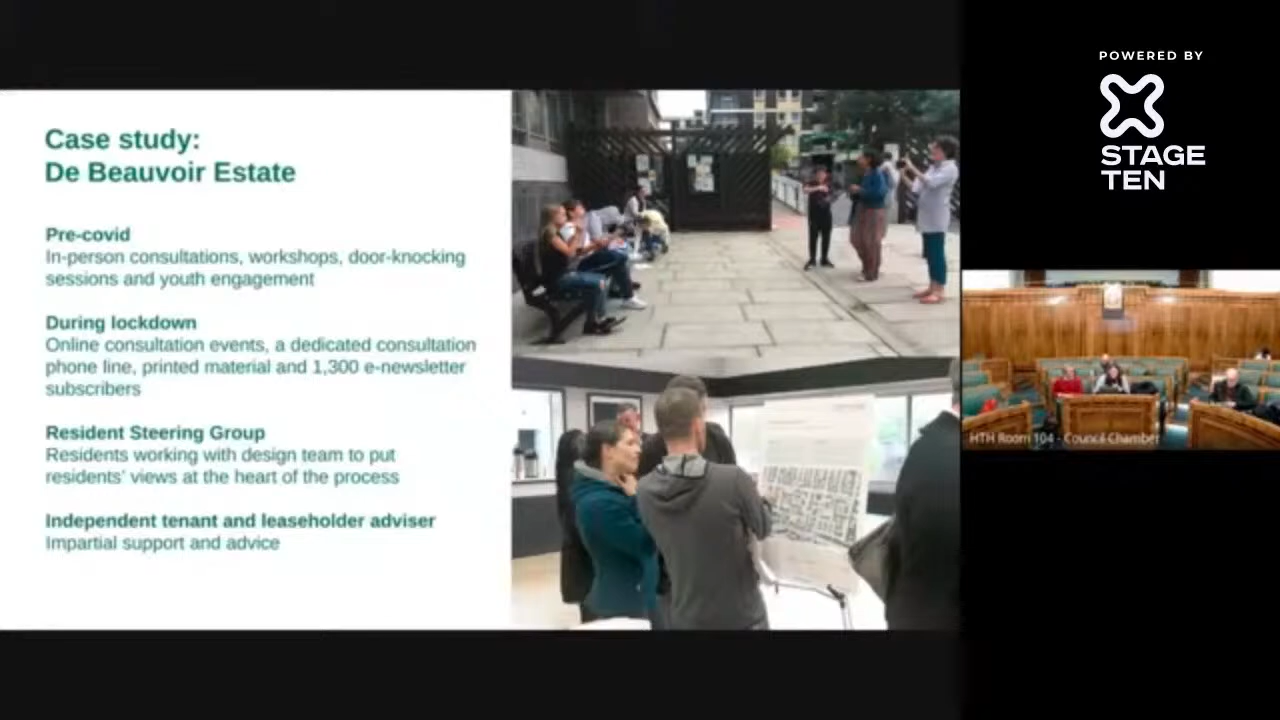 Case study:
De Beauvoir Estate
Pre-covid
In-person consultations, workshops, door-knocking
sessions and youth engagement
During lockdown
Online consultation events, a dedicated consultation
phone line, printed material and 1,300 e-newsletter
subscribers
Resident Steering Group
Residents working with design team to put
residents' views at the heart of the process
Independent tenant and leaseholder adviser
Impartial support and advice
POWERED BY
STAGE
TEN
HTH Room 104 - Council Chamber